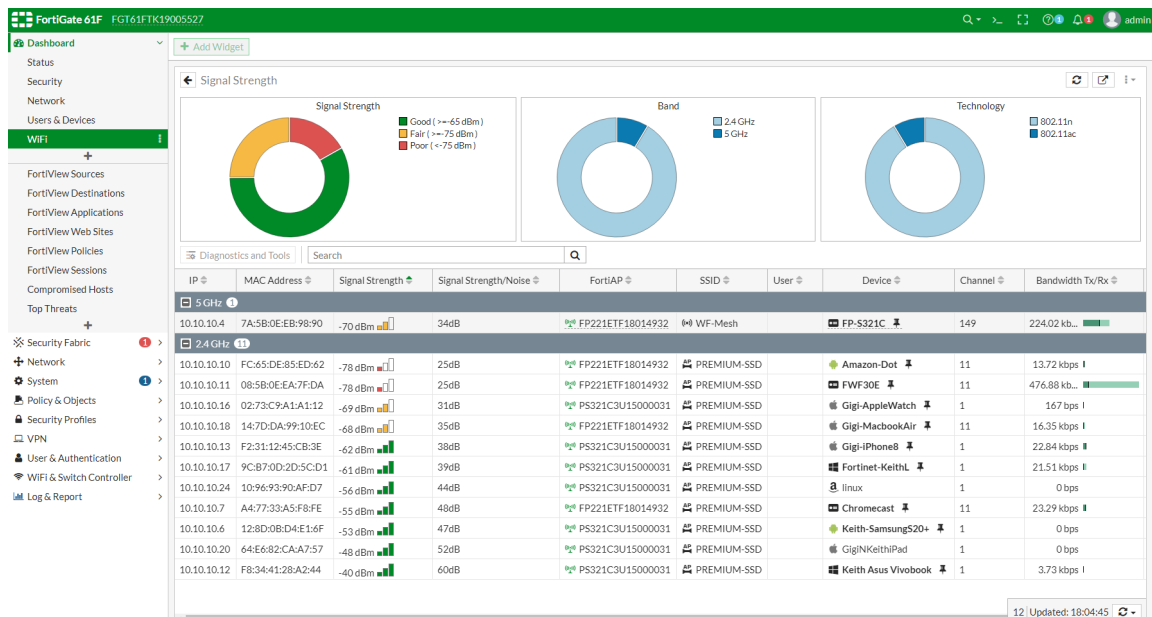 FortiGate 61F FGT61FTK19005527
1 1 admin
Dashboard
Status
Security
Network
Users & Devices
WiFi
+
FortiView Sources
FortiView Destinations
FortiView Applications
FortiView Web Sites
FortiView Policies
FortiView Sessions
Compromised Hosts
Top Threats
+
Security Fabric 1
Network
System 1
Policy & Objects
Security Profiles
VPN
User & Authentication
WiFi & Switch Controller
Log & Report
+ Add Widget
Signal Strength
Signal Strength
Good ( >=-65 dBm )
Fair ( >=-75 dBm )
Poor ( <-75 dBm )
Band
2.4 GHz
5 GHz
Technology
802.11n
802.11ac
Diagnostics and Tools Search
IP MAC Address Signal Strength Signal Strength/Noise FortiAP SSID User Device Channel Bandwidth Tx/Rx
5 GHz 1
10.10.10.4 7A:5B:0E:EB:98:90 -70 dBm 34dB FP221ETF18014932 WF-Mesh FP-S321C 149 224.02 kb...
2.4 GHz 11
10.10.10.10 FC:65:DE:85:ED:62 -78 dBm 25dB FP221ETF18014932 PREMIUM-SSD Amazon-Dot 11 13.72 kbps
10.10.10.11 08:5B:0E:EA:7F:DA -78 dBm 25dB FP221ETF18014932 PREMIUM-SSD FWF30E 11 476.88 kb...
10.10.10.16 02:73:C9:A1:A1:12 -69 dBm 31dB PS321C3U15000031 PREMIUM-SSD Gigi-AppleWatch 1 167 bps
10.10.10.18 14:7D:DA:99:10:EC -68 dBm 35dB FP221ETF18014932 PREMIUM-SSD Gigi-MacbookAir 11 16.35 kbps
10.10.10.13 F2:31:12:45:CB:3E -62 dBm 38dB PS321C3U15000031 PREMIUM-SSD Gigi-iPhone8 1 22.84 kbps
10.10.10.17 9C:B7:0D:2D:5C:D1 -61 dBm 39dB PS321C3U15000031 PREMIUM-SSD Fortinet-KeithL 1 21.51 kbps
10.10.10.24 10:96:93:90:AF:D7 -56 dBm 44dB PS321C3U15000031 PREMIUM-SSD linux 1 0 bps
10.10.10.7 A4:77:33:A5:F8:FE -55 dBm 48dB FP221ETF18014932 PREMIUM-SSD Chromecast 11 23.29 kbps
10.10.10.6 12:8D:0B:D4:E1:6F -53 dBm 47dB PS321C3U15000031 PREMIUM-SSD Keith-SamsungS20+ 1 0 bps
10.10.10.20 64:E6:82:CA:A7:57 -48 dBm 52dB PS321C3U15000031 PREMIUM-SSD GigiNKeithiPad 1 0 bps
10.10.10.12 F8:34:41:28:A2:44 -40 dBm 60dB PS321C3U15000031 PREMIUM-SSD Keith Asus Vivobook 1 3.73 kbps
12 Updated: 18:04:45